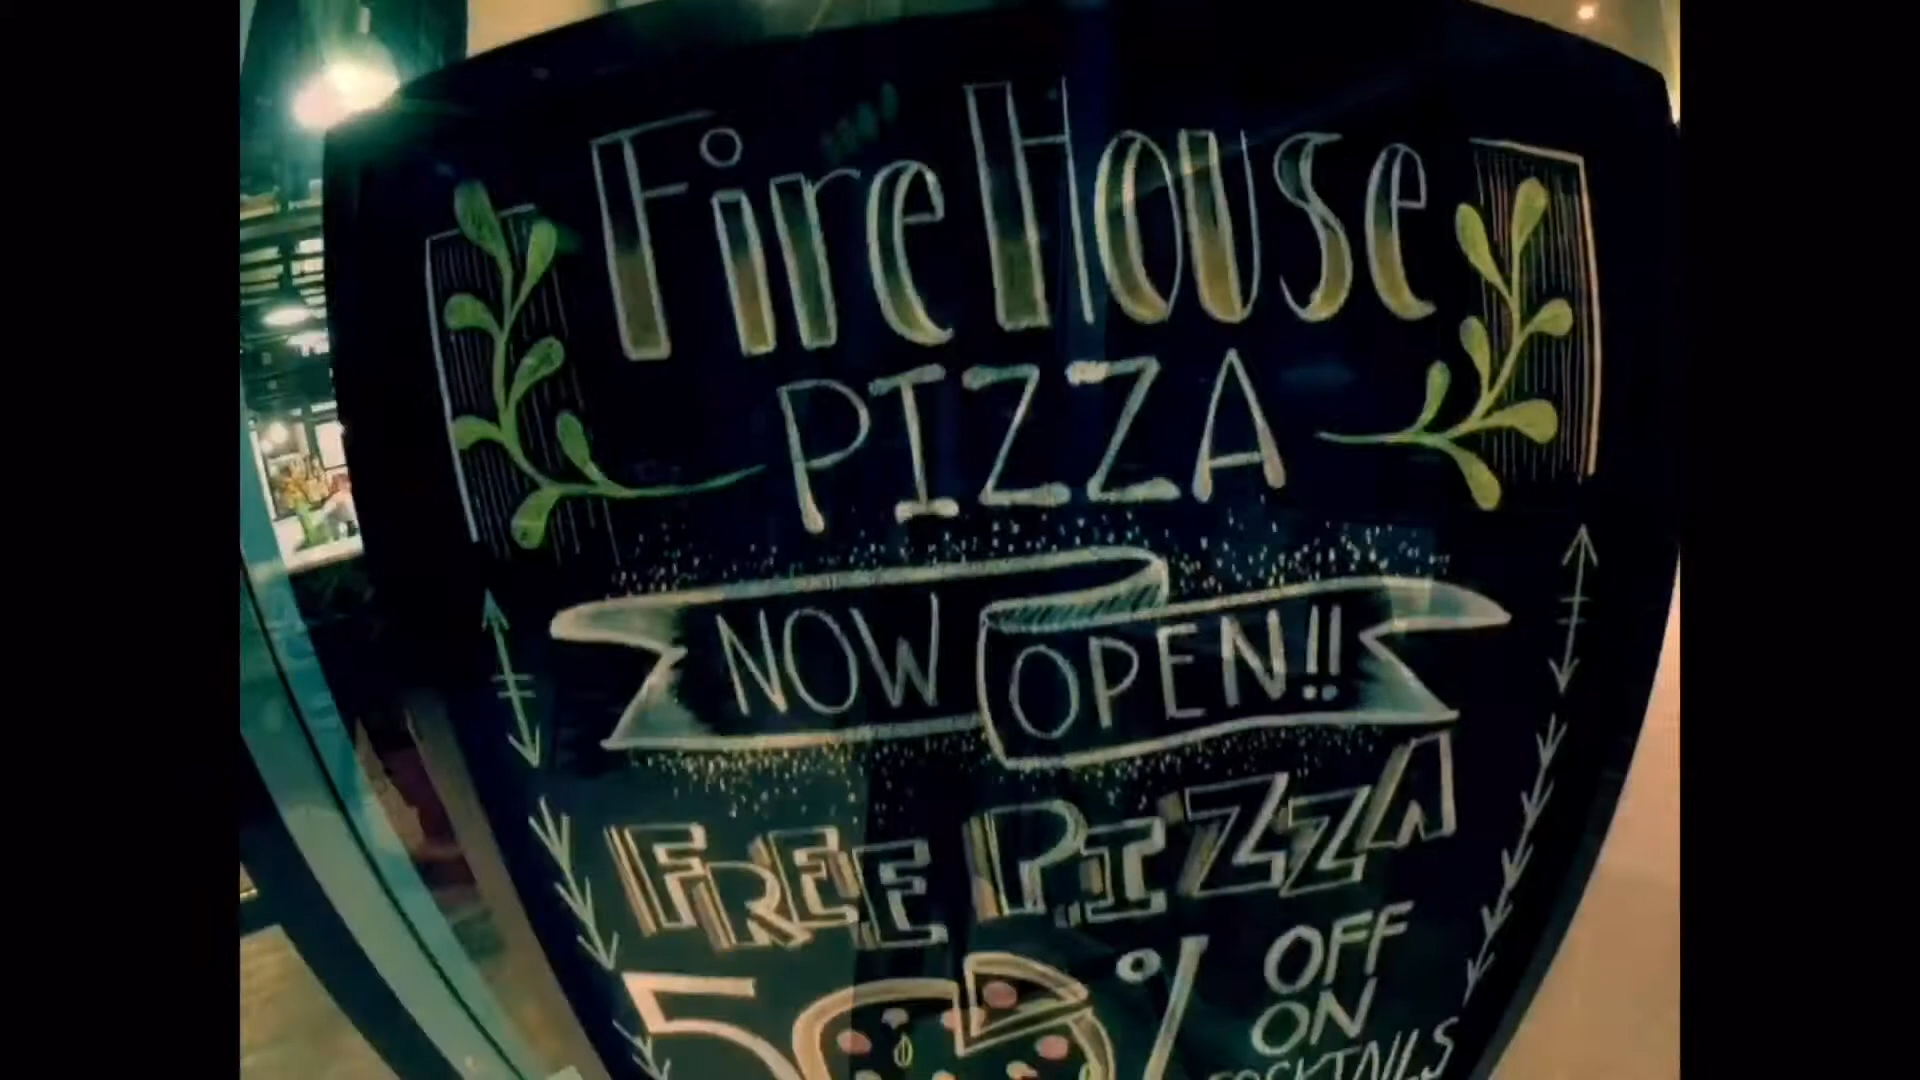 FireHouse
PIZZA
NOW OPEN!!
FREE PIZZA
50% OFF
ON
COCKTAILS